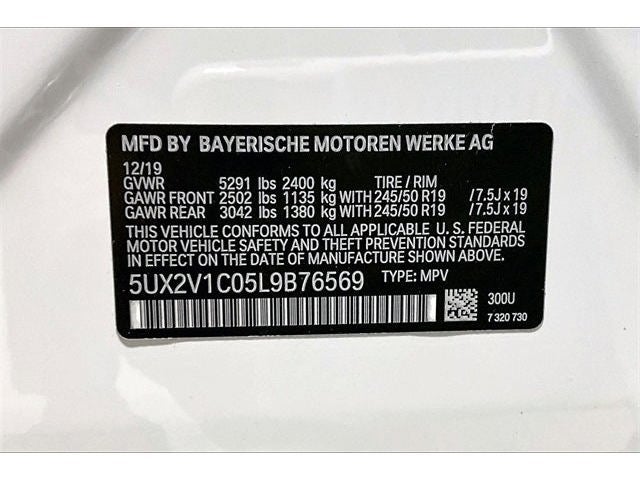 MFD BY BAYERISCHE MOTOREN WERKE AG
12/19
GVWR 5291 lbs 2400 kg TIRE / RIM
GAWR FRONT 2502 lbs 1135 kg WITH 245/50 R19 / 7.5J x 19
GAWR REAR 3042 lbs 1380 kg WITH 245/50 R19 / 7.5J x 19
THIS VEHICLE CONFORMS TO ALL APPLICABLE U. S. FEDERAL
MOTOR VEHICLE SAFETY, BUMPER, AND THEFT PREVENTION STANDARDS
IN EFFECT ON THE DATE OF MANUFACTURE SHOWN ABOVE.
5UX2V1C05L9B76569 TYPE: MPV
300U
7 320 730